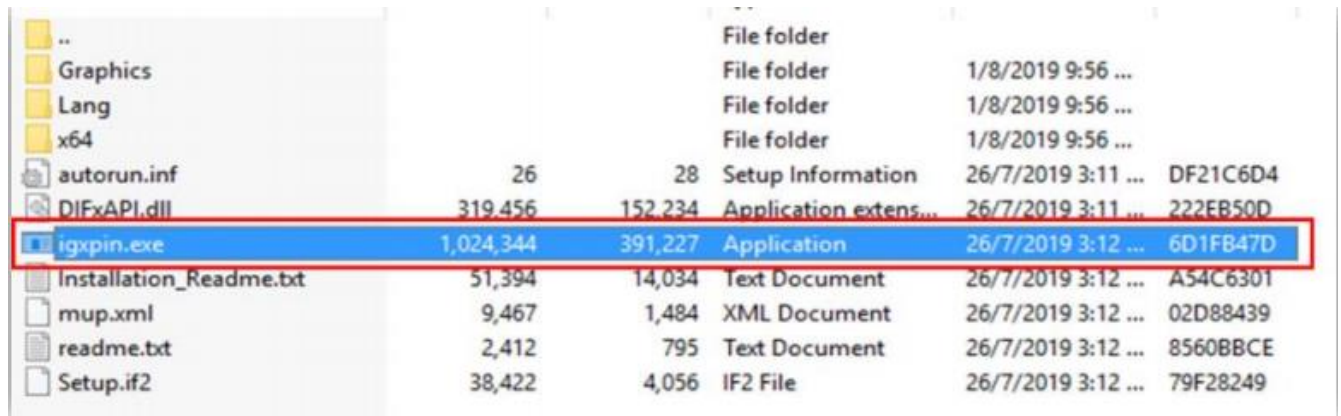 .. File folder
Graphics File folder 1/8/2019 9:56 ...
Lang File folder 1/8/2019 9:56 ...
x64 File folder 1/8/2019 9:56 ...
autorun.inf 26 28 Setup Information 26/7/2019 3:11 ... DF21C6D4
DIFxAPI.dll 319,456 152,234 Application extens... 26/7/2019 3:11 ... 222EB50D
igxpin.exe 1,024,344 391,227 Application 26/7/2019 3:12 ... 6D1FB47D
Installation_Readme.txt 51,394 14,034 Text Document 26/7/2019 3:12 ... A54C6301
mup.xml 9,467 1,484 XML Document 26/7/2019 3:12 ... 02D88439
readme.txt 2,412 795 Text Document 26/7/2019 3:12 ... 8560BBCE
Setup.if2 38,422 4,056 IF2 File 26/7/2019 3:12 ... 79F28249